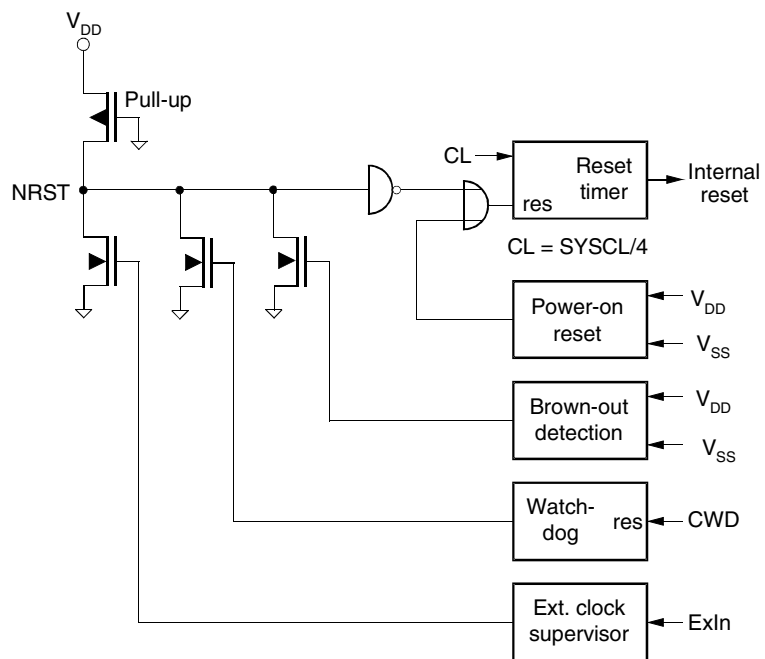 VDD
Pull-up
NRST
CL
Reset
timer
res
Internal
reset
CL = SYSCL/4
Power-on
reset
VDD
VSS
Brown-out
detection
VDD
VSS
Watch-
dog
res
CWD
Ext. clock
supervisor
ExIn